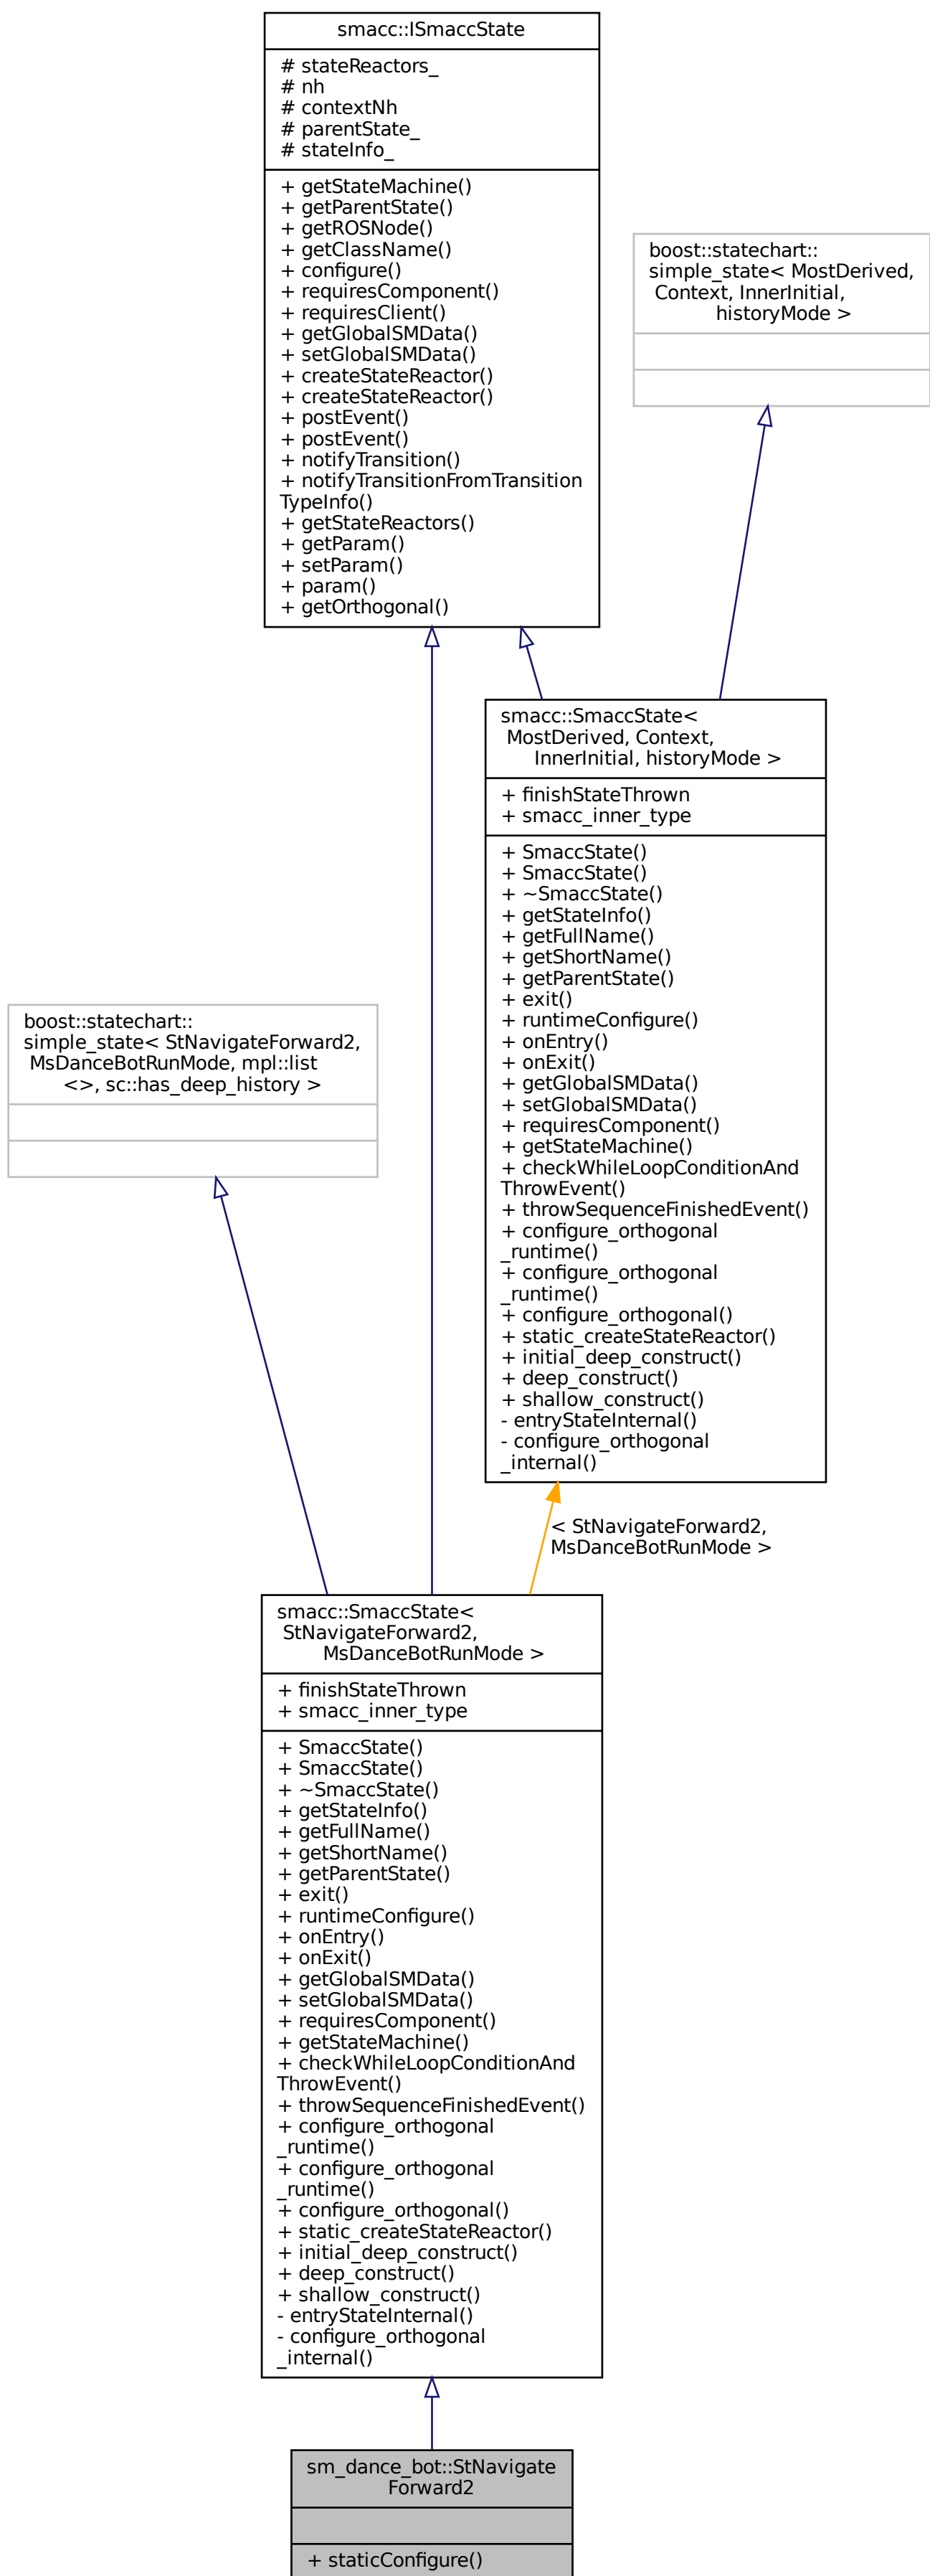 smacc::ISmaccState
# stateReactors_
# nh
# contextNh
# parentState_
# stateInfo_
+ getStateMachine()
+ getParentState()
+ getROSNode()
+ getClassName()
+ configure()
+ requiresComponent()
+ requiresClient()
+ getGlobalSMData()
+ setGlobalSMData()
+ createStateReactor()
+ createStateReactor()
+ postEvent()
+ postEvent()
+ notifyTransition()
+ notifyTransitionFromTransition
TypeInfo()
+ getStateReactors()
+ getParam()
+ setParam()
+ param()
+ getOrthogonal()
boost::statechart::
simple_state< MostDerived,
Context, InnerInitial,
historyMode >
smacc::SmaccState<
MostDerived, Context,
InnerInitial, historyMode >
+ finishStateThrown
+ smacc_inner_type
+ SmaccState()
+ SmaccState()
+ ~SmaccState()
+ getStateInfo()
+ getFullName()
+ getShortName()
+ getParentState()
+ exit()
+ runtimeConfigure()
+ onEntry()
+ onExit()
+ getGlobalSMData()
+ setGlobalSMData()
+ requiresComponent()
+ getStateMachine()
+ checkWhileLoopConditionAnd
ThrowEvent()
+ throwSequenceFinishedEvent()
+ configure_orthogonal
_runtime()
+ configure_orthogonal
_runtime()
+ configure_orthogonal()
+ static_createStateReactor()
+ initial_deep_construct()
+ deep_construct()
+ shallow_construct()
- entryStateInternal()
- configure_orthogonal
_internal()
boost::statechart::
simple_state< StNavigateForward2,
MsDanceBotRunMode, mpl::list
<>, sc::has_deep_history >
< StNavigateForward2,
MsDanceBotRunMode >
smacc::SmaccState<
StNavigateForward2,
MsDanceBotRunMode >
+ finishStateThrown
+ smacc_inner_type
+ SmaccState()
+ SmaccState()
+ ~SmaccState()
+ getStateInfo()
+ getFullName()
+ getShortName()
+ getParentState()
+ exit()
+ runtimeConfigure()
+ onEntry()
+ onExit()
+ getGlobalSMData()
+ setGlobalSMData()
+ requiresComponent()
+ getStateMachine()
+ checkWhileLoopConditionAnd
ThrowEvent()
+ throwSequenceFinishedEvent()
+ configure_orthogonal
_runtime()
+ configure_orthogonal
_runtime()
+ configure_orthogonal()
+ static_createStateReactor()
+ initial_deep_construct()
+ deep_construct()
+ shallow_construct()
- entryStateInternal()
- configure_orthogonal
_internal()
sm_dance_bot::StNavigate
Forward2
+ staticConfigure()